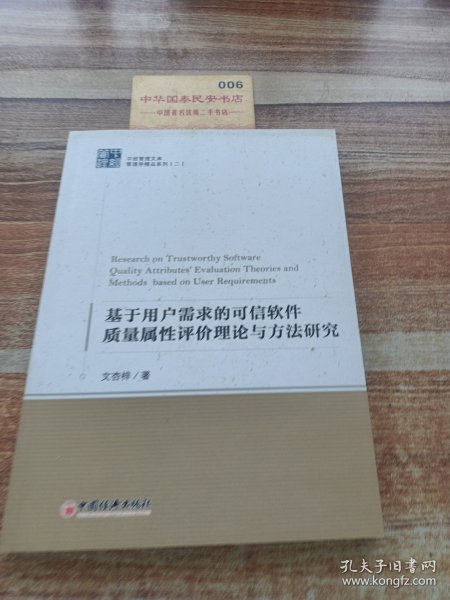 006
中华国泰民安书店
中国著名优秀二手书店
中经管理文库
管理学精品系列(二)
Research on Trustworthy Software
Quality Attributes' Evaluation Theories and
Methods based on User Requirements
基于用户需求的可信软件
质量属性评价理论与方法研究
文杏梓/著
中国经济出版社
孔夫子旧书网
www.kongfz.com